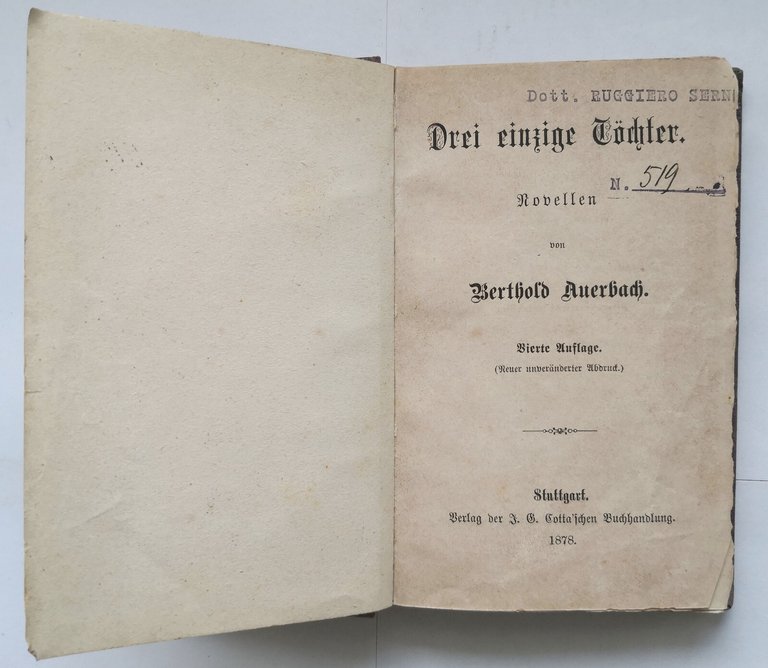 Dott. RUGGIERO SERN
Drei einzige Töchter.
N. 519
Novellen
von
Berthold Auerbach.
Vierte Auflage.
(Neuer unveränderter Abdruck.)
Stuttgart.
Verlag der J. G. Cotta'schen Buchhandlung.
1878.